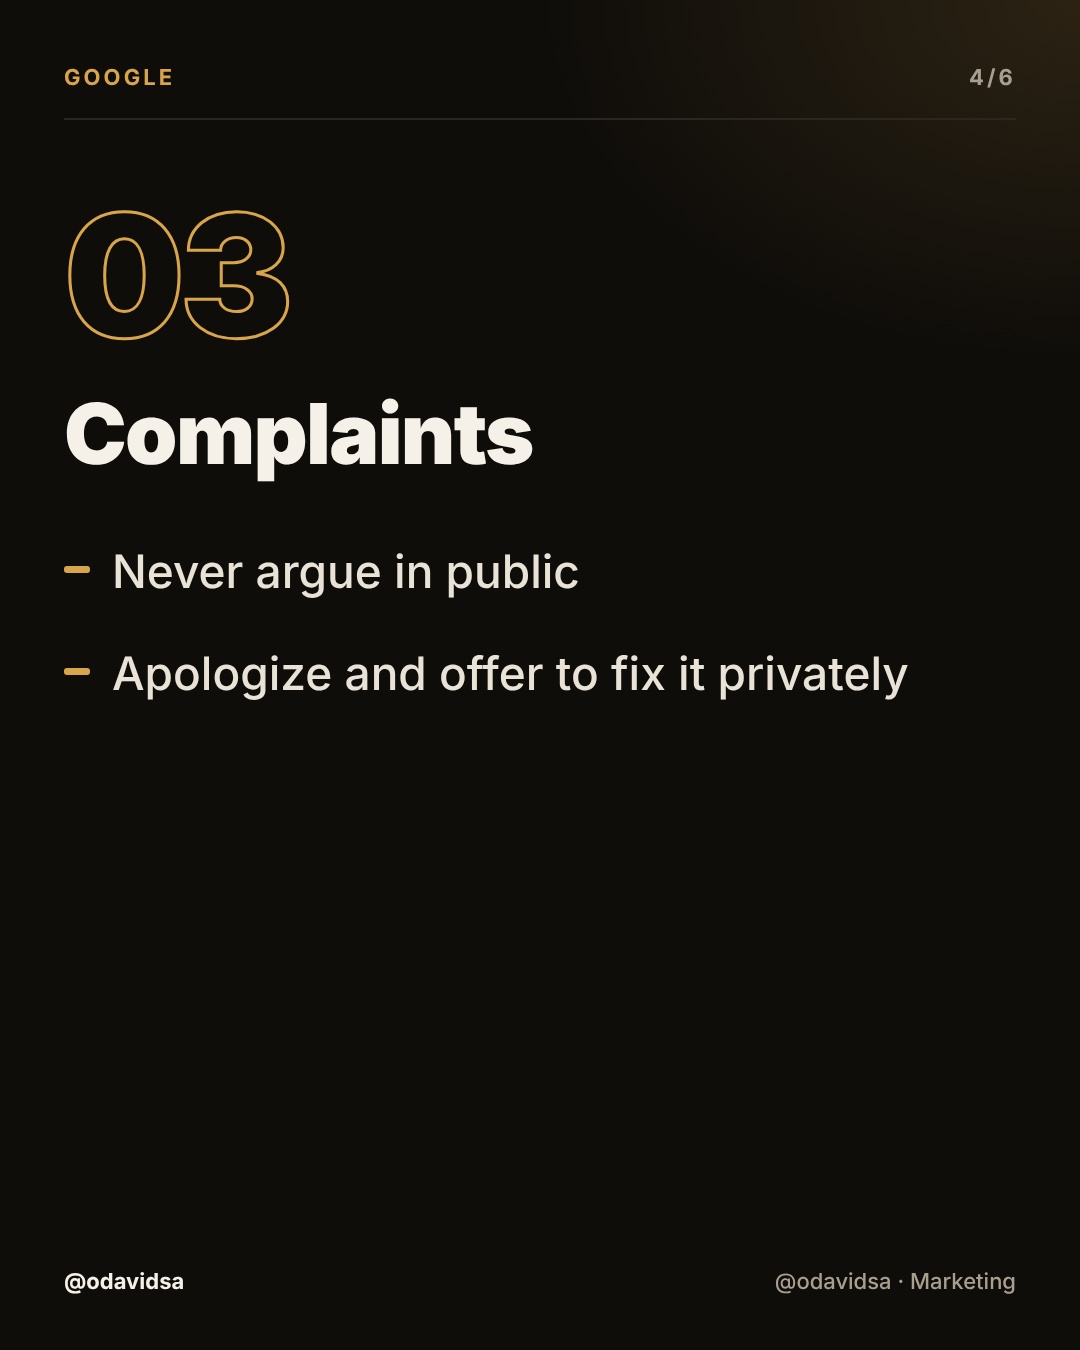 GOOGLE
4/6
03
Complaints
Never argue in public
Apologize and offer to fix it privately
@odavidsa
@odavidsa · Marketing